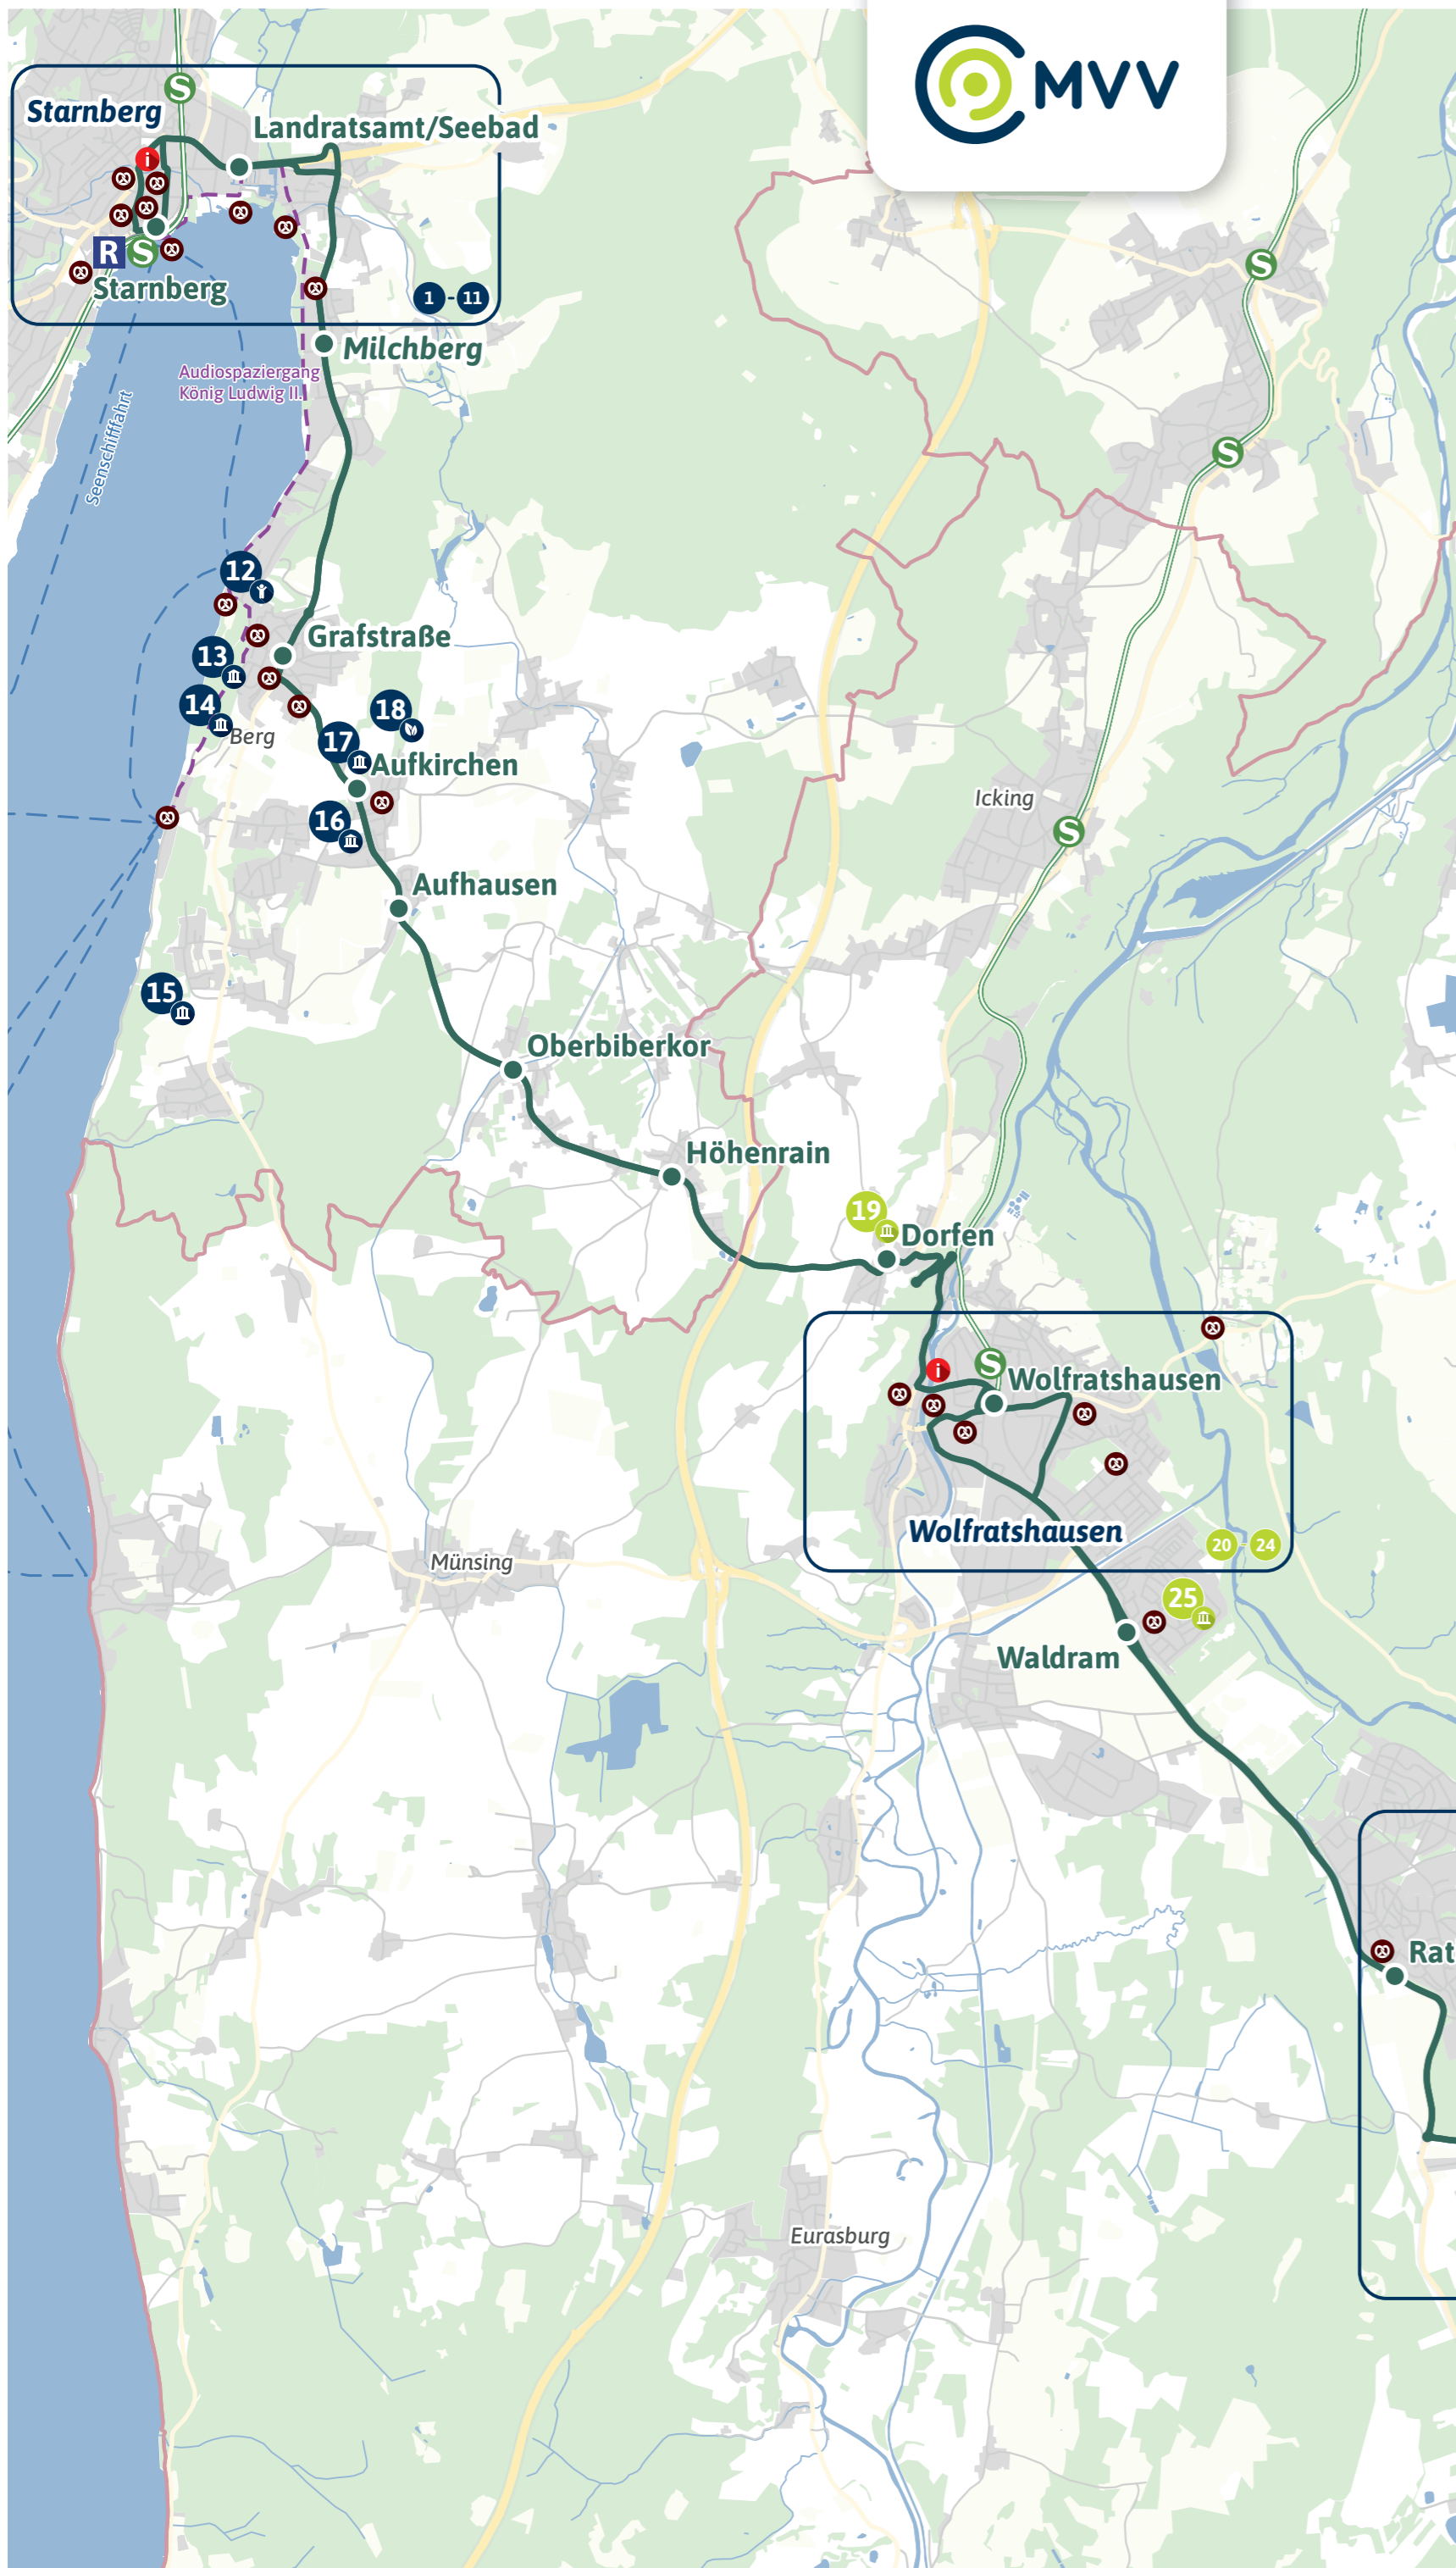 MVV
S
Starnberg
Landratsamt/Seebad
i
R
S
Starnberg
1 - 11
Milchberg
Audiospaziergang
König Ludwig II.
Seenschifffahrt
S
S
12
Grafstraße
13
14
Berg
18
17
Aufkirchen
16
Icking
S
Aufhausen
15
Oberbiberkor
Höhenrain
19
Dorfen
i
S
Wolfratshausen
Wolfratshausen
20 - 24
Münsing
25
Waldram
Rat
Eurasburg